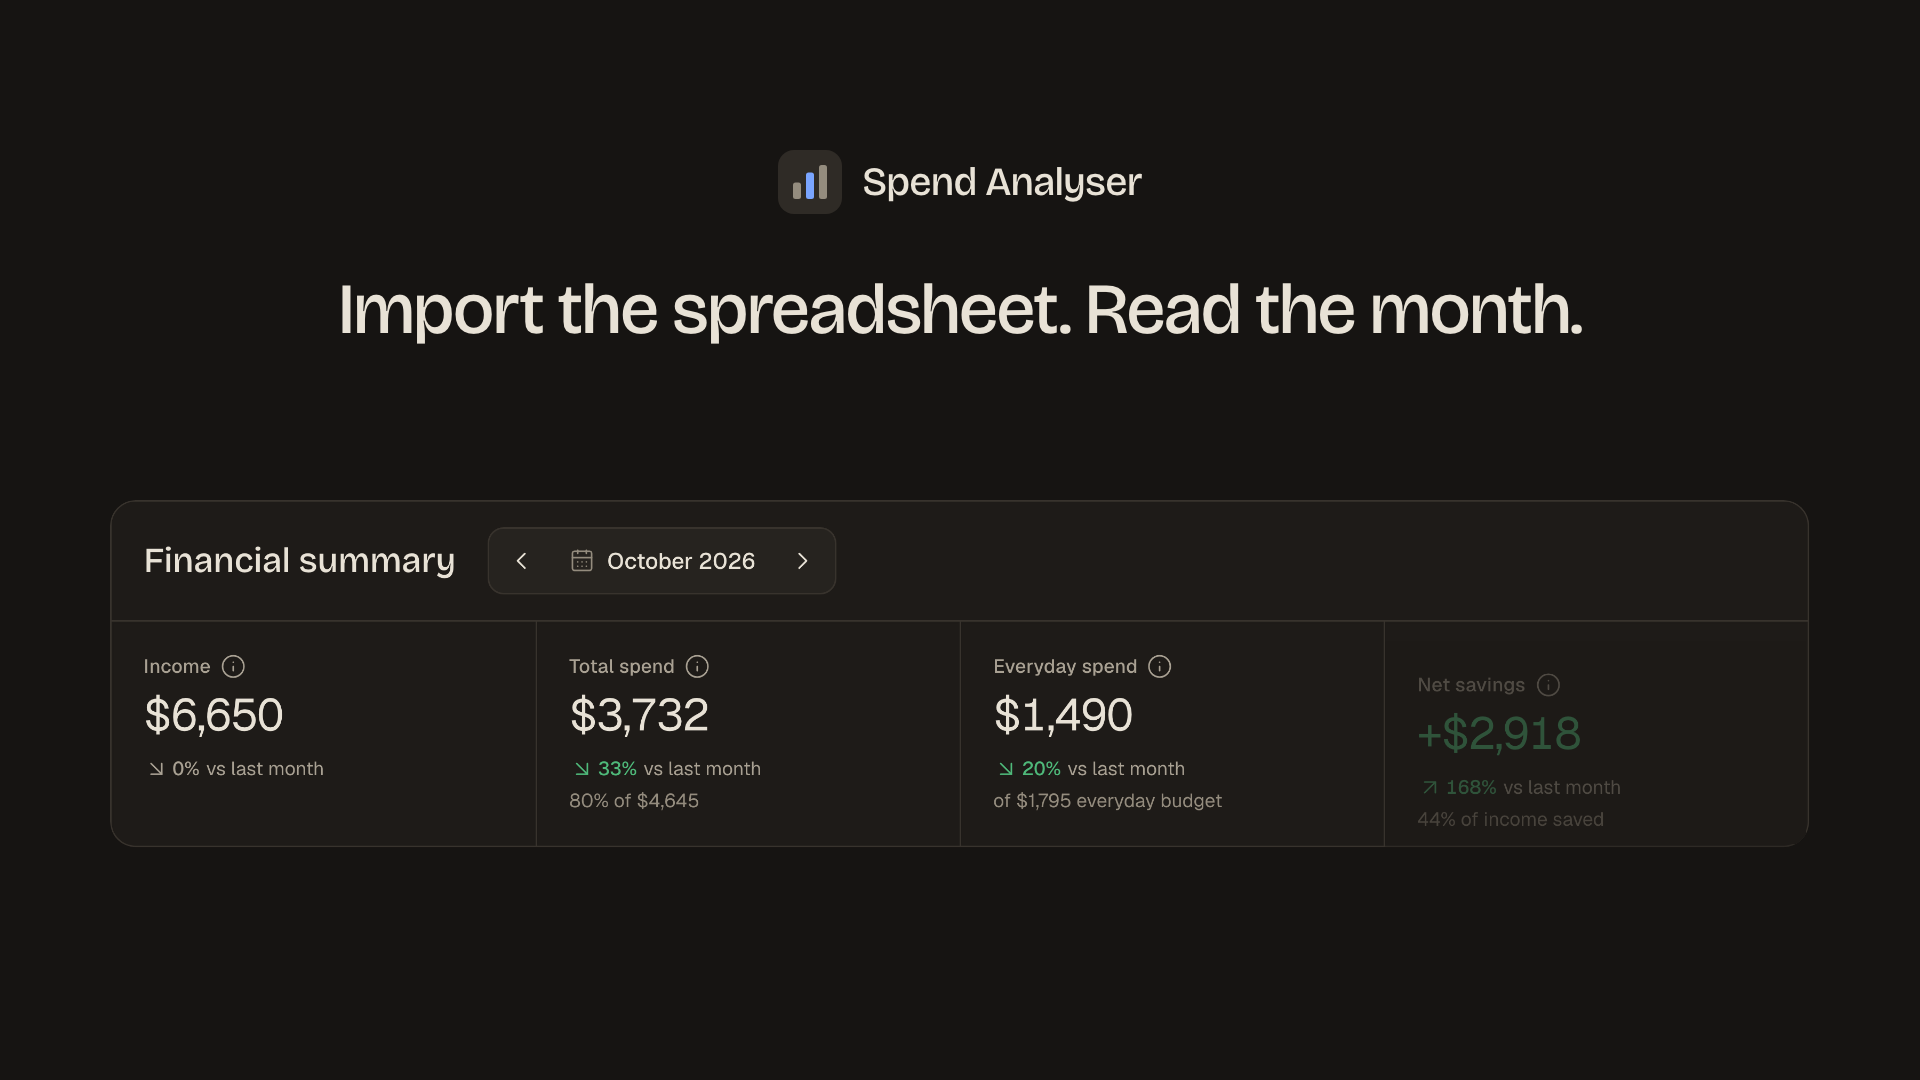 Spend Analyser
Import the spreadsheet. Read the month.
Financial summary
October 2026
Income
$6,650
0% vs last month
Total spend
$3,732
33% vs last month
80% of $4,645
Everyday spend
$1,490
20% vs last month
of $1,795 everyday budget
Net savings
+$2,918
168% vs last month
44% of income saved